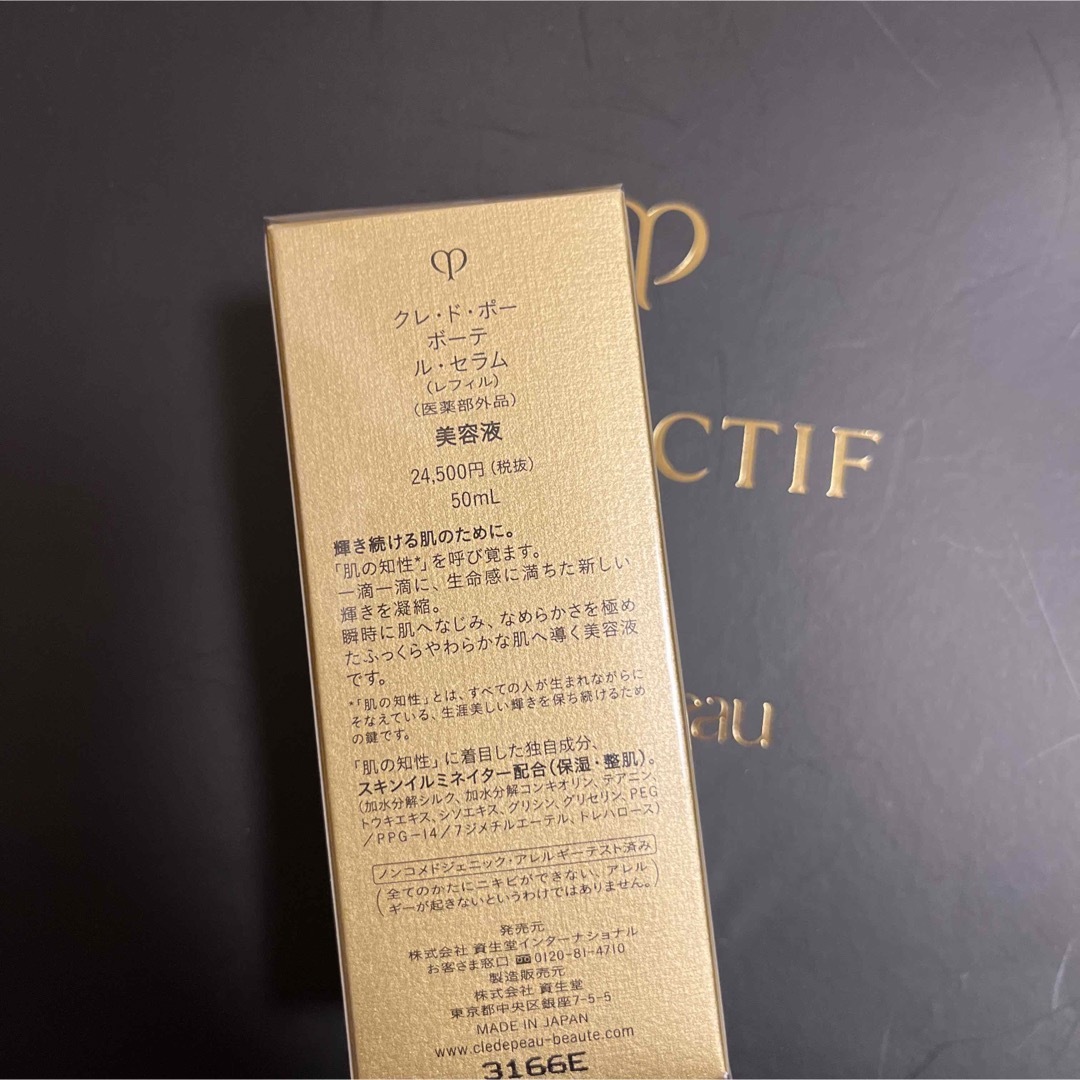 クレ・ド・ポー
ボーテ
ル・セラム
(レフィル)
(医薬部外品)
美容液
24,500円(税抜)
50mL
輝き続ける肌のために。
「肌の知性*」を呼び覚ます。
一滴一滴に、生命感に満ちた新しい
輝きを凝縮。
瞬時に肌へなじみ、なめらかさを極め
たふっくらやわらかな肌へ導く美容液
です。
*「肌の知性」とは、すべての人が生まれながらに
そなえている、生涯美しい輝きを保ち続けるため
の鍵です。
「肌の知性」に着目した独自成分、
スキンイルミネイター配合(保湿・整肌)。
(加水分解シルク、加水分解コンキオリン、テアニン、
トウキエキス、シソエキス、グリシン、グリセリン、PEG
/PPG-14/7ジメチルエーテル、トレハロース)
ノンコメドジェニック・アレルギーテスト済み
(全てのかたにニキビができない、アレル
ギーが起きないというわけではありません。)
発売元
株式会社 資生堂インターナショナル
お客さま窓口 0120-81-4710
製造販売元
株式会社 資生堂
東京都中央区銀座7-5-5
MADE IN JAPAN
www.cledepeau-beaute.com
3166E
CTIF
eau